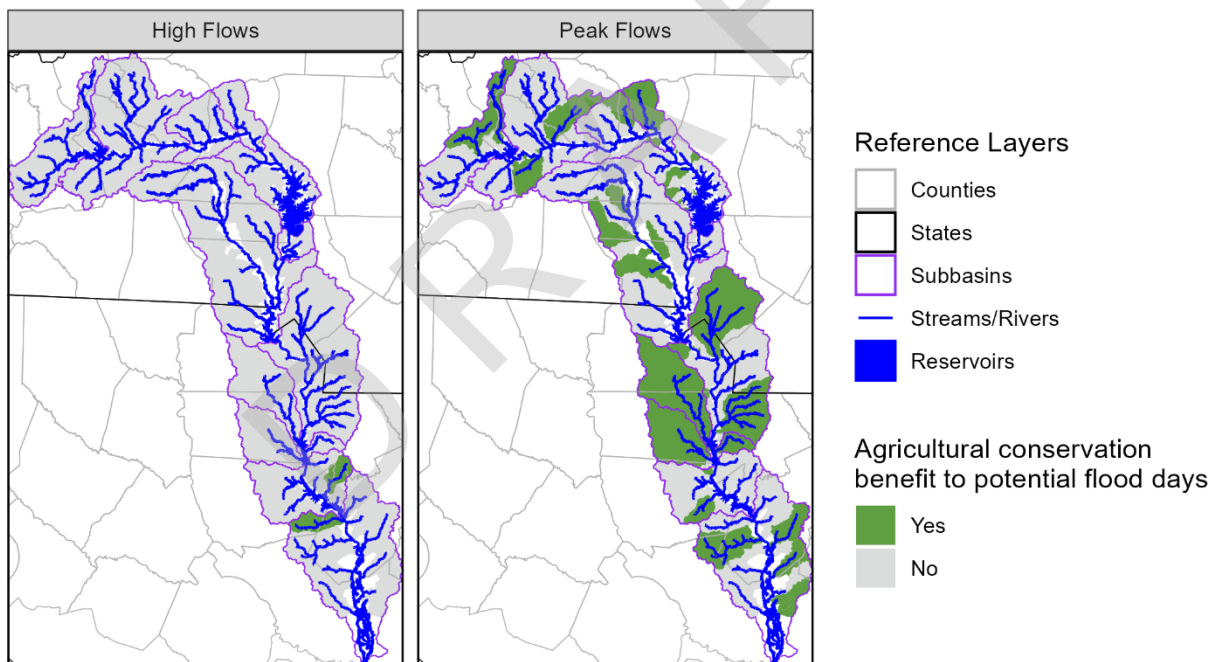 High Flows
Peak Flows
Reference Layers
Counties
States
Subbasins
Streams/Rivers
Reservoirs
Agricultural conservation
benefit to potential flood days
Yes
No
DRAFT